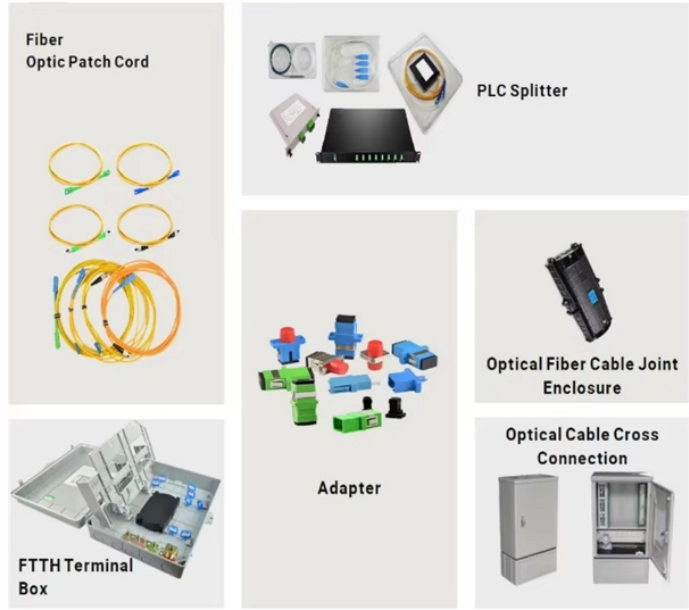 Fiber
Optic Patch Cord
PLC Splitter
Optical Fiber Cable Joint
Enclosure
Adapter
Optical Cable Cross
Connection
FTTH Terminal
Box